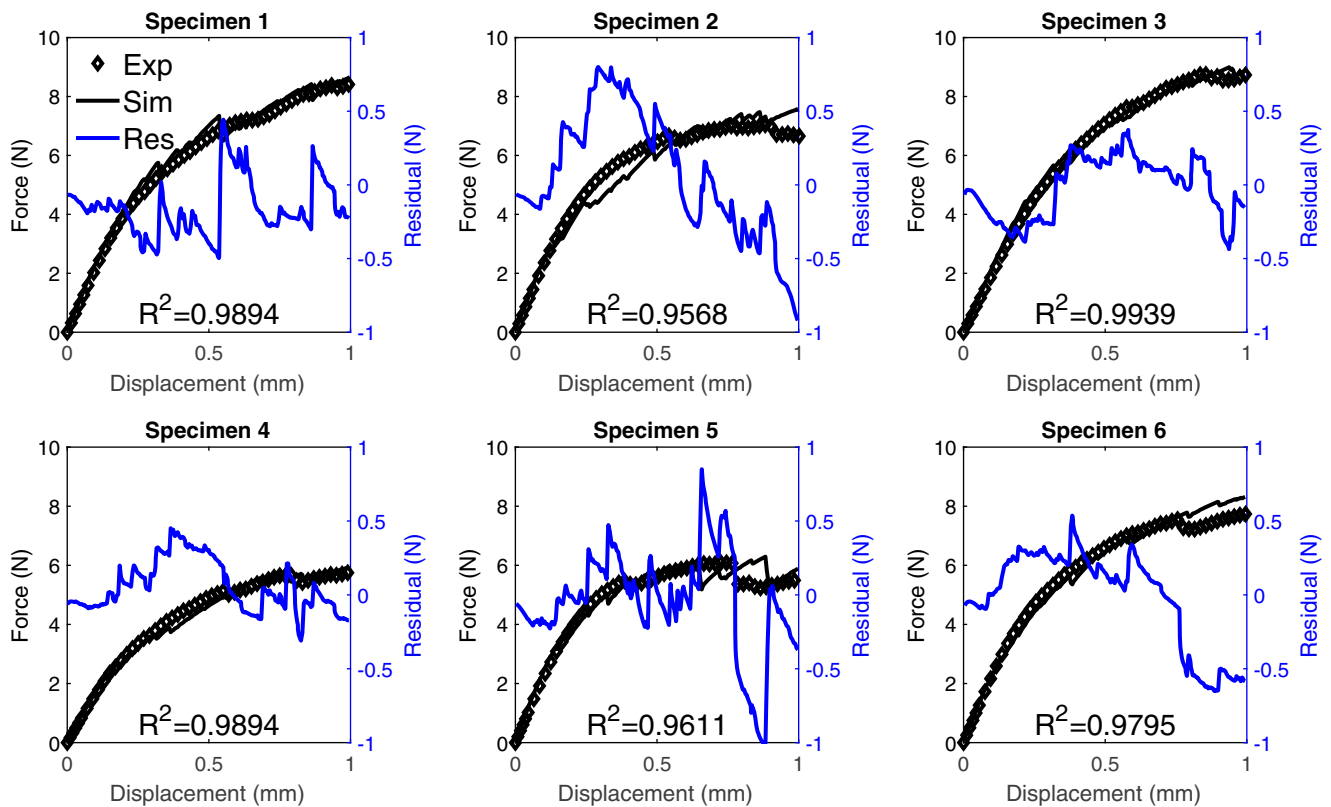 Specimen 1
10
8
6
4
2
0
Force (N)
Exp
Sim
Res
R²=0.9894
1
0.5
0
-0.5
-1
Residual (N)
0 0.5 1
Displacement (mm)
Specimen 2
10
8
6
4
2
0
Force (N)
R²=0.9568
1
0.5
0
-0.5
-1
Residual (N)
0 0.5 1
Displacement (mm)
Specimen 3
10
8
6
4
2
0
Force (N)
R²=0.9939
1
0.5
0
-0.5
-1
Residual (N)
0 0.5 1
Displacement (mm)
Specimen 4
10
8
6
4
2
0
Force (N)
R²=0.9894
1
0.5
0
-0.5
-1
Residual (N)
0 0.5 1
Displacement (mm)
Specimen 5
10
8
6
4
2
0
Force (N)
R²=0.9611
1
0.5
0
-0.5
-1
Residual (N)
0 0.5 1
Displacement (mm)
Specimen 6
10
8
6
4
2
0
Force (N)
R²=0.9795
1
0.5
0
-0.5
-1
Residual (N)
0 0.5 1
Displacement (mm)